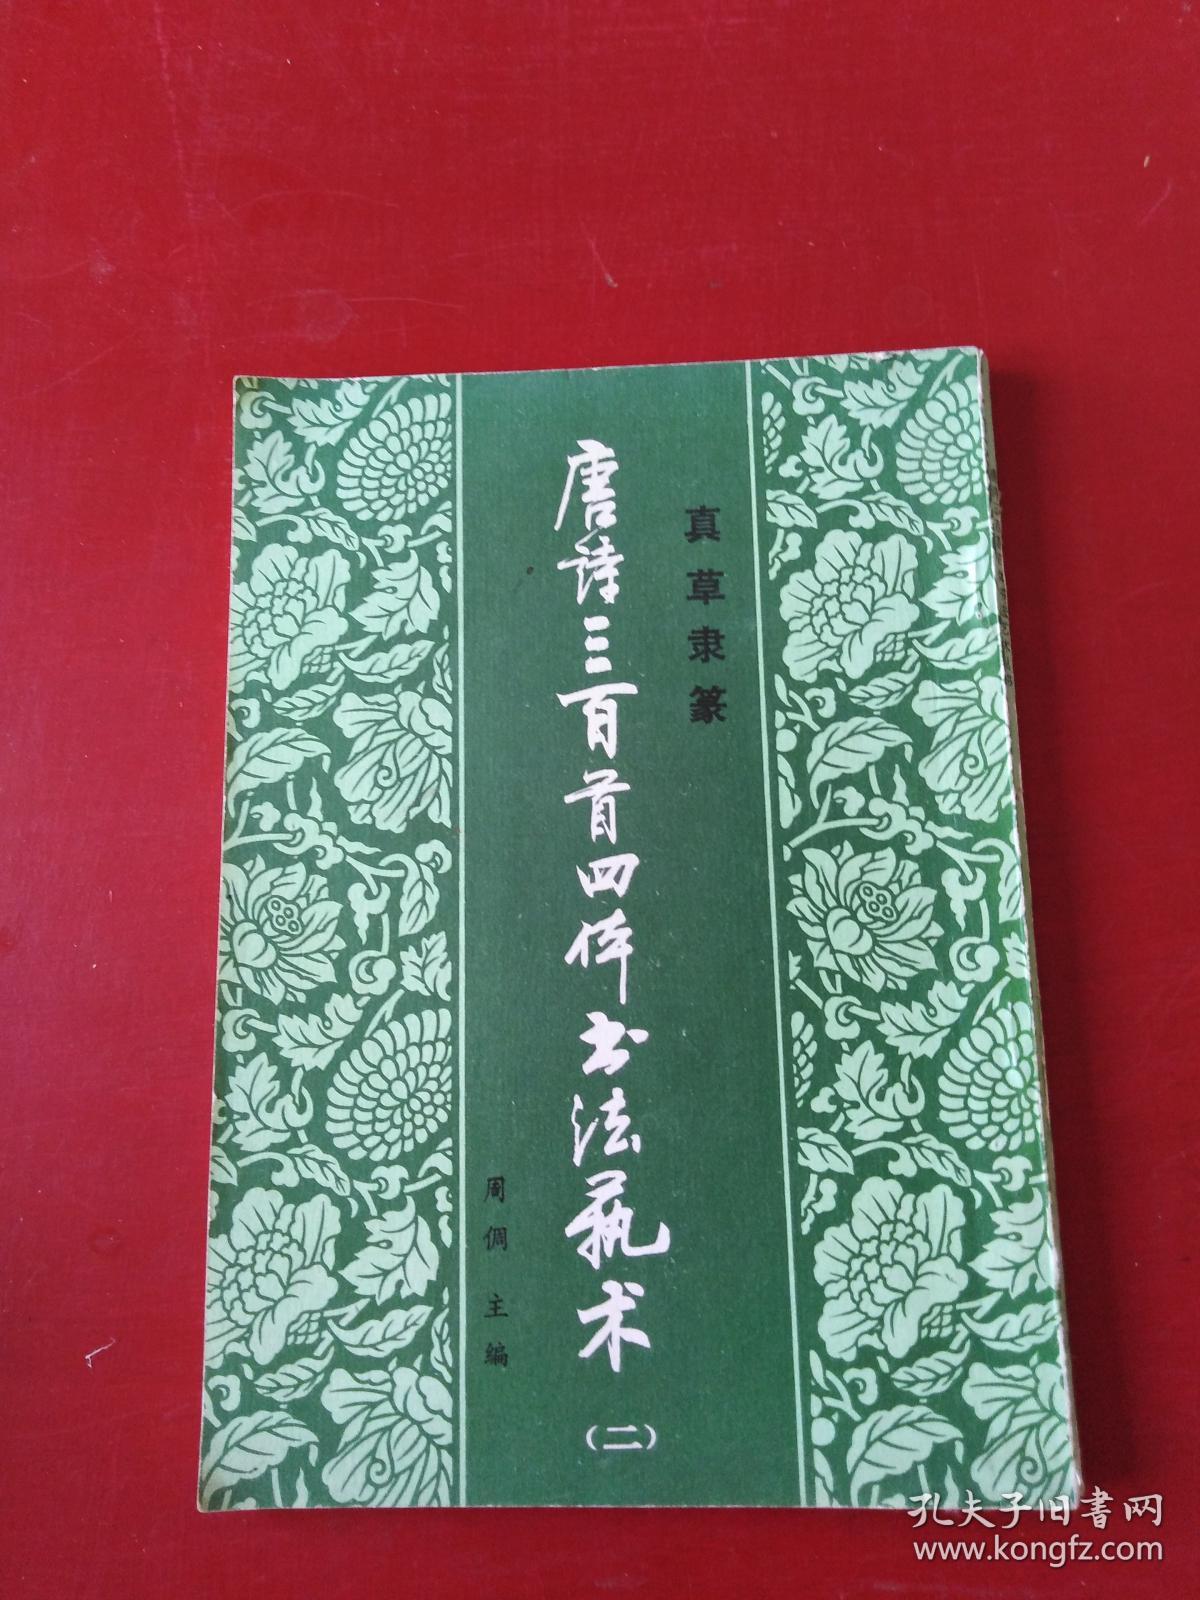 真草隶篆
唐诗三百首四体书法艺术
(二)
周倜 主编
孔夫子旧书网
www.kongfz.com